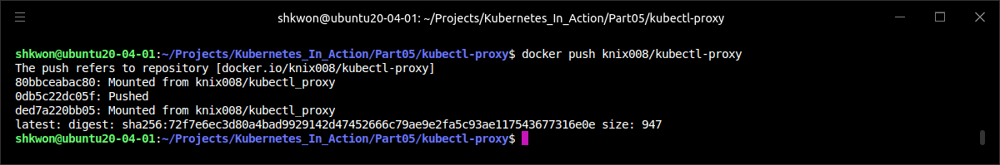 shkwon@ubuntu20-04-01: ~/Projects/Kubernetes_In_Action/Part05/kubectl-proxy
shkwon@ubuntu20-04-01:~/Projects/Kubernetes_In_Action/Part05/kubectl-proxy$ docker push knix008/kubectl-proxy
The push refers to repository [docker.io/knix008/kubectl-proxy]
80bbceabac80: Mounted from knix008/kubectl_proxy
0db5c22dc05f: Pushed
ded7a220bb05: Mounted from knix008/kubectl_proxy
latest: digest: sha256:72f7e6ec3d80a4bad9929142d47452666c79ae9e2fa5c93ae117543677316e0e size: 947
shkwon@ubuntu20-04-01:~/Projects/Kubernetes_In_Action/Part05/kubectl-proxy$